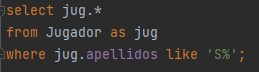 select jug.*
from Jugador as jug
where jug.apellidos like 'S%';